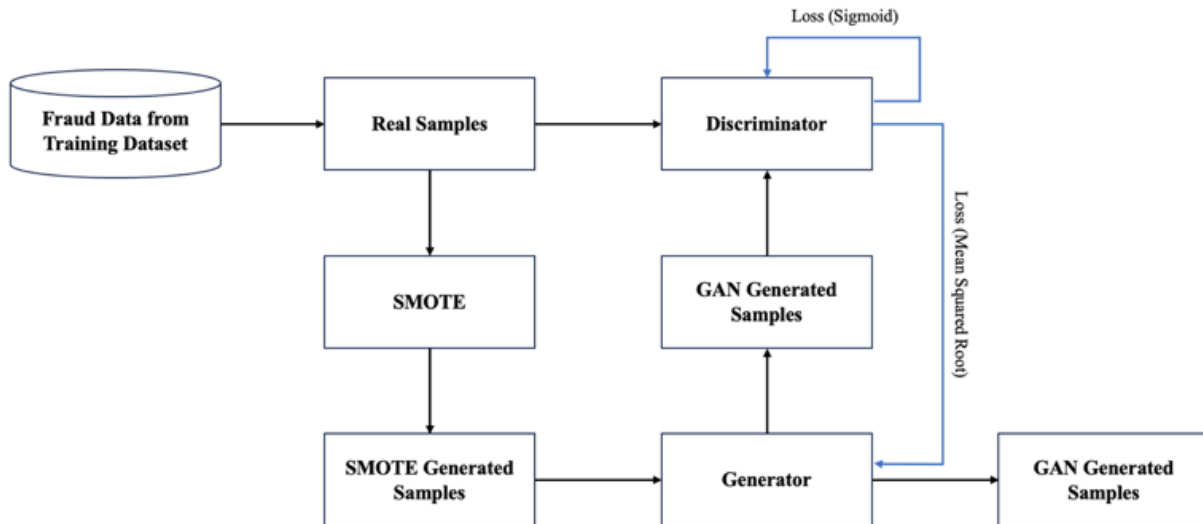 Loss (Sigmoid)
Fraud Data from
Training Dataset
Real Samples
Discriminator
Loss (Mean Squared Root)
SMOTE
GAN Generated
Samples
SMOTE Generated
Samples
Generator
GAN Generated
Samples